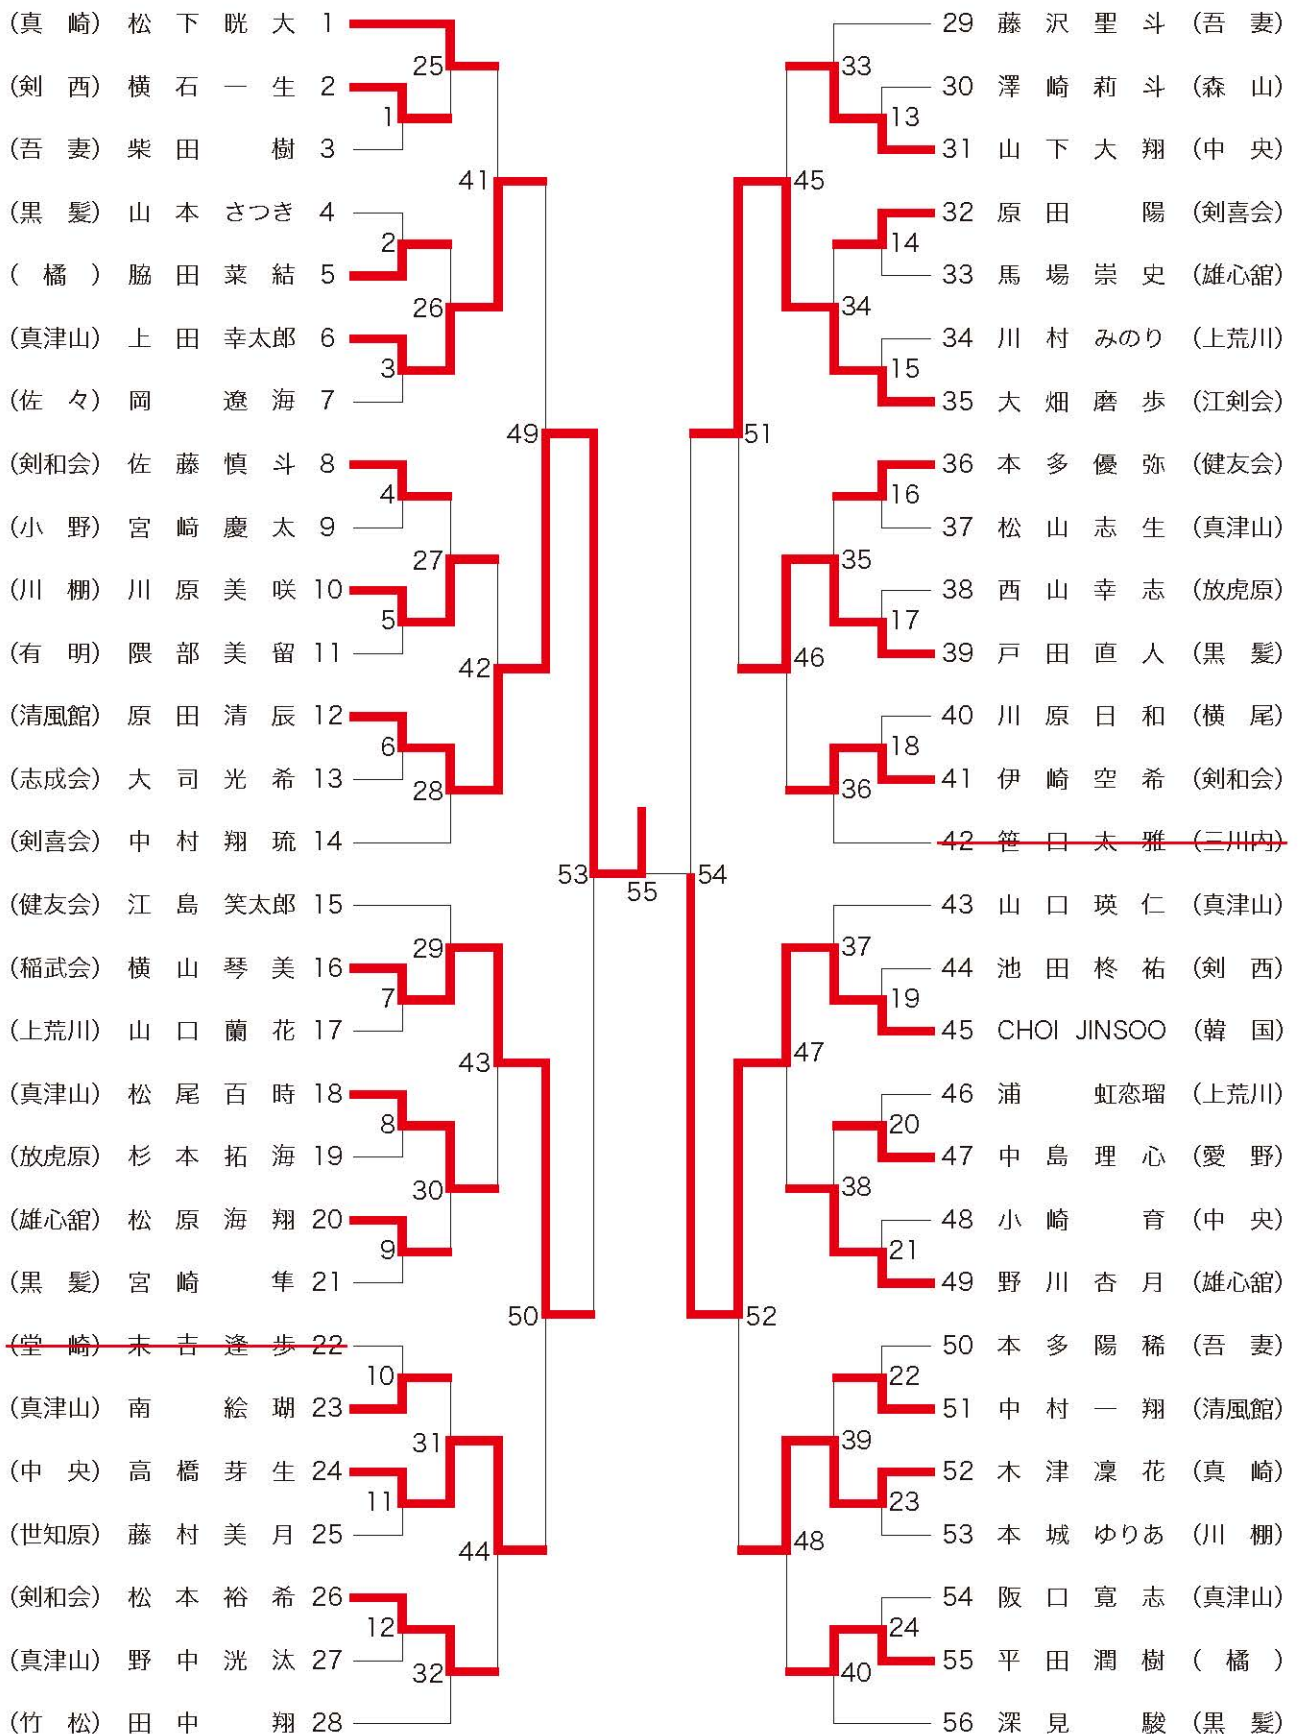 (真 崎) 松 下 晄 大 1
(剣 西) 横 石 一 生 2
(吾 妻) 柴 田 樹 3
(黒 髪) 山 本 さつき 4
( 橘 ) 脇 田 菜 結 5
(真津山) 上 田 幸太郎 6
(佐 々) 岡 遼 海 7
(剣和会) 佐 藤 慎 斗 8
(小 野) 宮 﨑 慶 太 9
(川 棚) 川 原 美 咲 10
(有 明) 隈 部 美 留 11
(清風館) 原 田 清 辰 12
(志成会) 大 司 光 希 13
(剣喜会) 中 村 翔 琉 14
(健友会) 江 島 笑太郎 15
(稲武会) 横 山 琴 美 16
(上荒川) 山 口 蘭 花 17
(真津山) 松 尾 百 時 18
(放虎原) 杉 本 拓 海 19
(雄心舘) 松 原 海 翔 20
(黒 髪) 宮 崎 隼 21
(堂 崎) 末 吉 逢 歩 22
(真津山) 南 絵 瑚 23
(中 央) 高 橋 芽 生 24
(世知原) 藤 村 美 月 25
(剣和会) 松 本 裕 希 26
(真津山) 野 中 洸 汰 27
(竹 松) 田 中 翔 28
25
1
41
2
26
3
49
4
27
5
42
6
28
53
29
7
43
8
30
9
50
10
31
11
44
12
32
55
54
33
13
45
14
34
15
51
16
35
17
46
18
36
37
19
47
20
38
21
52
22
39
23
48
24
40
29 藤 沢 聖 斗 (吾 妻)
30 澤 崎 莉 斗 (森 山)
31 山 下 大 翔 (中 央)
32 原 田 陽 (剣喜会)
33 馬 場 崇 史 (雄心舘)
34 川 村 みのり (上荒川)
35 大 畑 磨 歩 (江剣会)
36 本 多 優 弥 (健友会)
37 松 山 志 生 (真津山)
38 西 山 幸 志 (放虎原)
39 戸 田 直 人 (黒 髪)
40 川 原 日 和 (横 尾)
41 伊 崎 空 希 (剣和会)
42 笹 口 太 雅 (三川内)
43 山 口 瑛 仁 (真津山)
44 池 田 柊 祐 (剣 西)
45 CHOI JINSOO (韓 国)
46 浦 虹恋瑠 (上荒川)
47 中 島 理 心 (愛 野)
48 小 崎 育 (中 央)
49 野 川 杏 月 (雄心舘)
50 本 多 陽 稀 (吾 妻)
51 中 村 一 翔 (清風館)
52 木 津 凜 花 (真 崎)
53 本 城 ゆりあ (川 棚)
54 阪 口 寛 志 (真津山)
55 平 田 潤 樹 ( 橘 )
56 深 見 駿 (黒 髪)